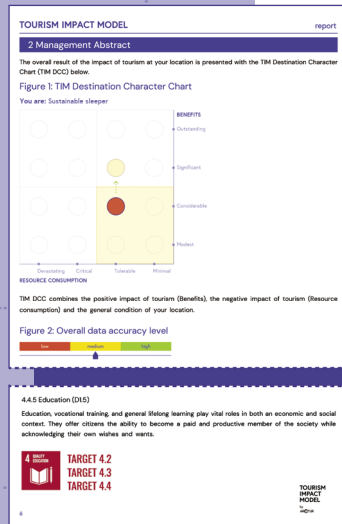 TOURISM IMPACT MODEL
report
2 Management Abstract
The overall result of the impact of tourism at your location is presented with the TIM Destination Character
Chart (TIM DCC) below.
Figure 1: TIM Destination Character Chart
You are: Sustainable sleeper
BENEFITS
Outstanding
Significant
Considerable
Modest
Devastating Critical Tolerable Minimal
RESOURCE CONSUMPTION
TIM DCC combines the positive impact of tourism (Benefits), the negative impact of tourism (Resource
consumption) and the general condition of your location.
Figure 2: Overall data accuracy level
low medium high
4.4.5 Education (D1.5)
Education, vocational training, and general lifelong learning play vital roles in both an economic and social
context. They offer citizens the ability to become a paid and productive member of the society while
acknowledging their own wishes and wants.
4 QUALITY
EDUCATION
TARGET 4.2
TARGET 4.3
TARGET 4.4
TOURISM
IMPACT
MODEL
by
6